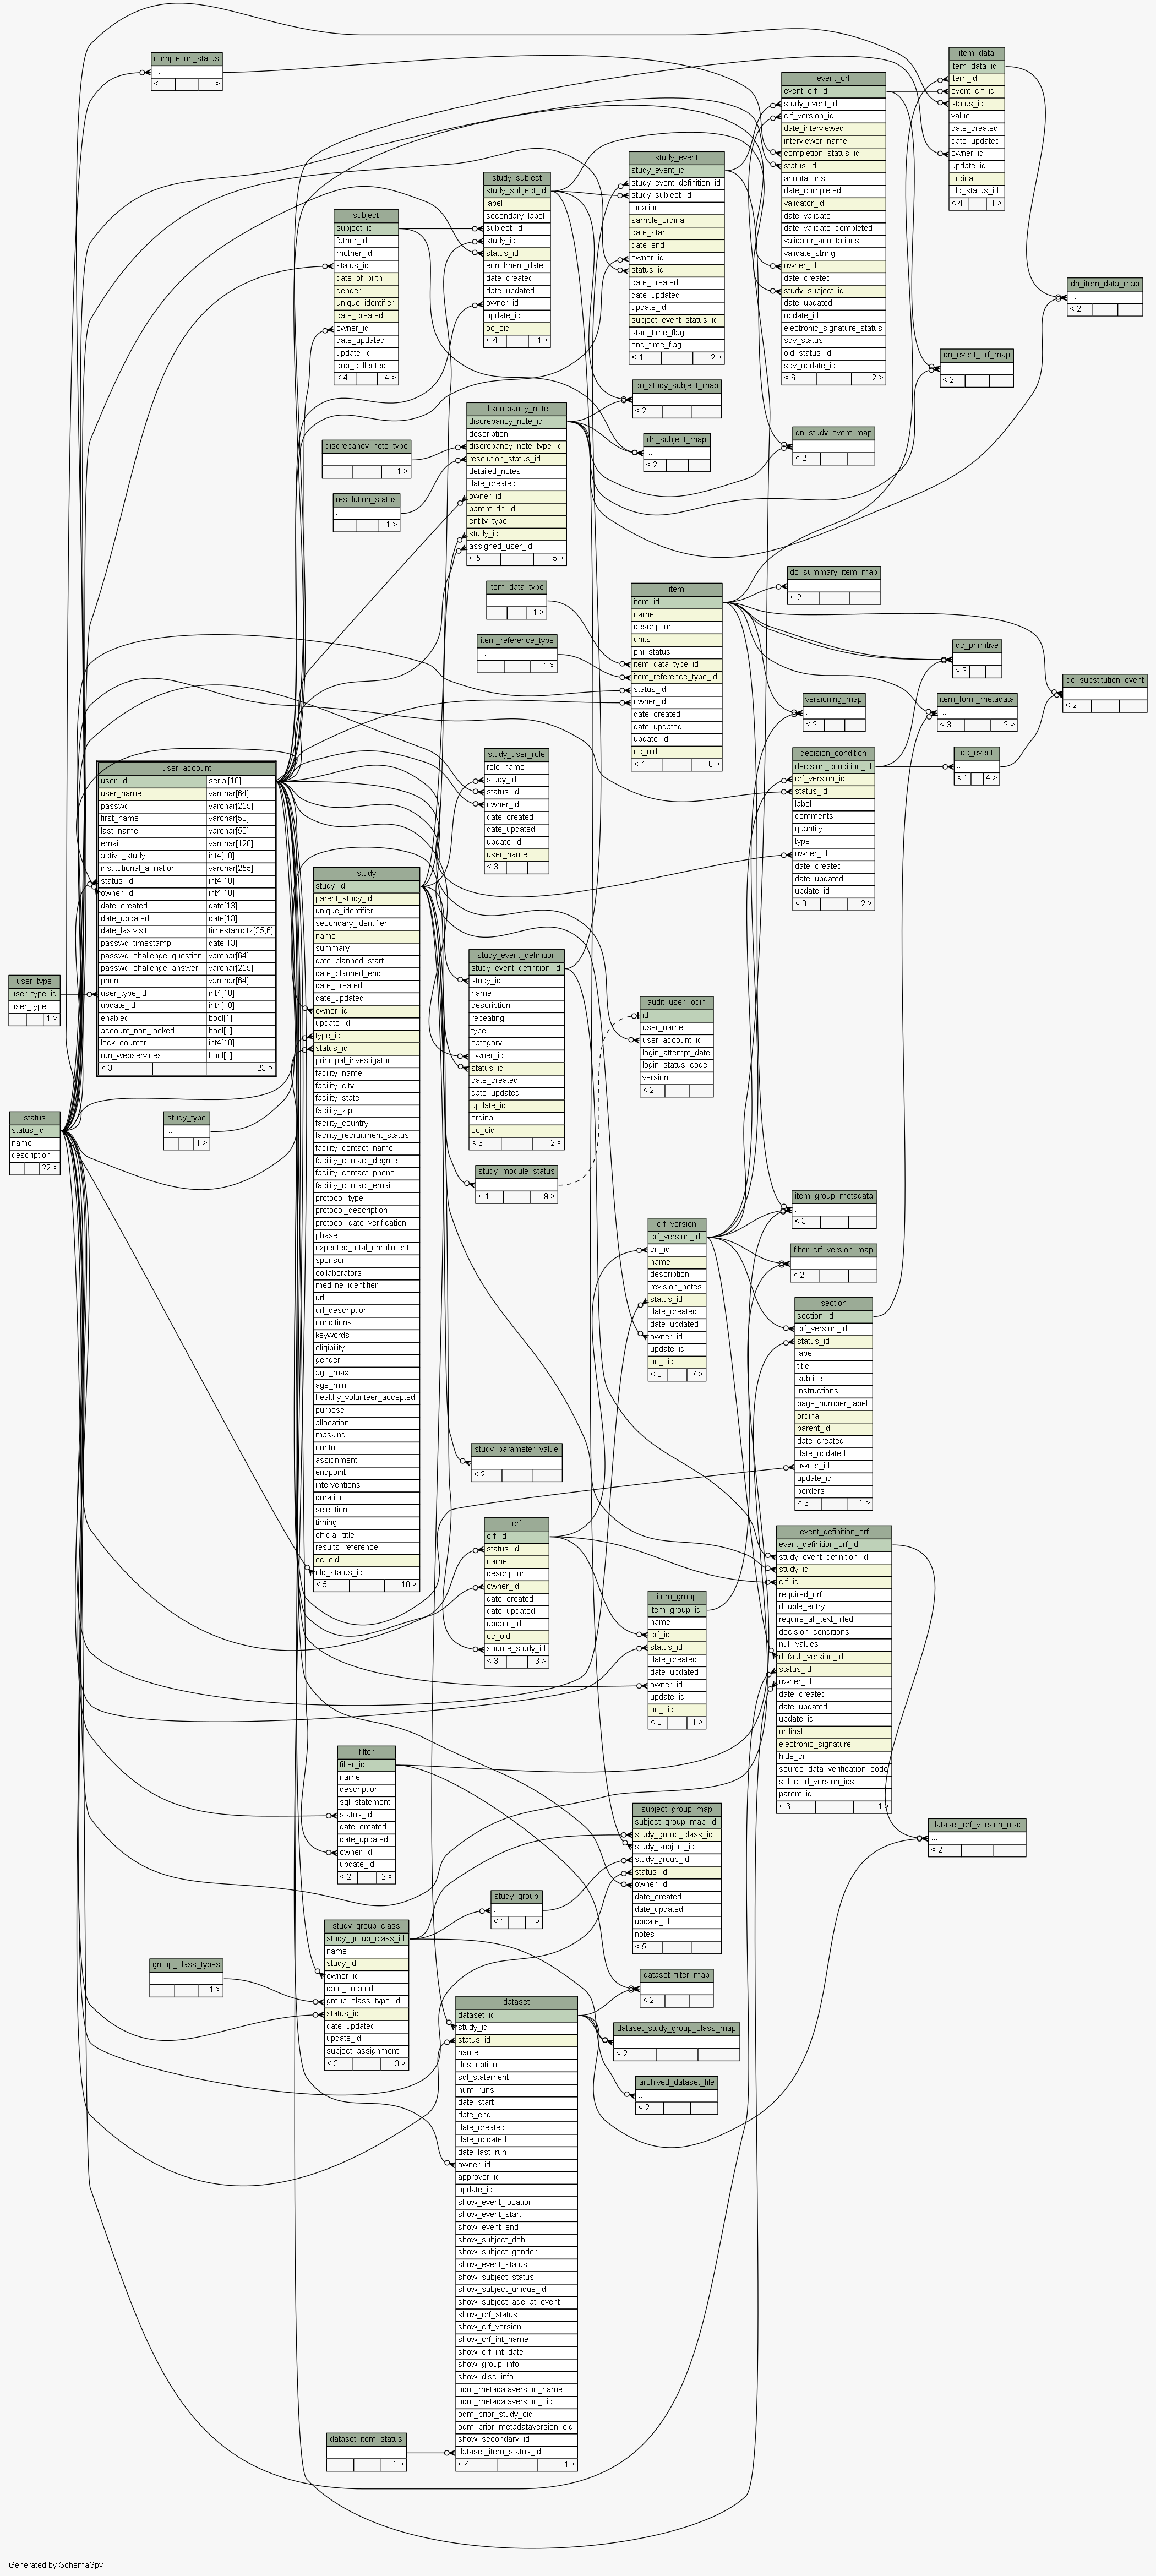 completion_status
...
< 1 1 >
item_data
item_data_id
item_id
event_crf_id
status_id
value
date_created
date_updated
owner_id
update_id
ordinal
old_status_id
< 4 1 >
event_crf
event_crf_id
study_event_id
crf_version_id
date_interviewed
interviewer_name
completion_status_id
status_id
annotations
date_completed
validator_id
date_validate
date_validate_completed
validator_annotations
validate_string
owner_id
date_created
study_subject_id
date_updated
update_id
electronic_signature_status
sdv_status
old_status_id
sdv_update_id
< 6 2 >
study_event
study_event_id
study_event_definition_id
study_subject_id
location
sample_ordinal
date_start
date_end
owner_id
status_id
date_created
date_updated
update_id
subject_event_status_id
start_time_flag
end_time_flag
< 4 2 >
study_subject
study_subject_id
label
secondary_label
subject_id
study_id
status_id
enrollment_date
date_created
date_updated
owner_id
update_id
oc_oid
< 4 4 >
subject
subject_id
father_id
mother_id
status_id
date_of_birth
gender
unique_identifier
date_created
owner_id
date_updated
update_id
dob_collected
< 4 4 >
dn_item_data_map
...
< 2
dn_event_crf_map
...
< 2
dn_study_subject_map
...
< 2
discrepancy_note
discrepancy_note_id
description
discrepancy_note_type_id
resolution_status_id
detailed_notes
date_created
owner_id
parent_dn_id
entity_type
study_id
assigned_user_id
< 5 5 >
dn_study_event_map
...
< 2
dn_subject_map
...
< 2
discrepancy_note_type
...
1 >
resolution_status
...
1 >
dc_summary_item_map
...
< 2
item_data_type
...
1 >
item
item_id
name
description
units
phi_status
item_data_type_id
item_reference_type_id
status_id
owner_id
date_created
date_updated
update_id
oc_oid
< 4 8 >
item_reference_type
...
1 >
dc_primitive
...
< 3
dc_substitution_event
...
< 2
versioning_map
...
< 2
item_form_metadata
...
< 3 2 >
dc_event
...
< 1 4 >
decision_condition
decision_condition_id
crf_version_id
status_id
label
comments
quantity
type
owner_id
date_created
date_updated
update_id
< 3 2 >
study_user_role
role_name
study_id
status_id
owner_id
date_created
date_updated
update_id
user_name
< 3
user_account
user_id serial[10]
user_name varchar[64]
passwd varchar[255]
first_name varchar[50]
last_name varchar[50]
email varchar[120]
active_study int4[10]
institutional_affiliation varchar[255]
status_id int4[10]
owner_id int4[10]
date_created date[13]
date_updated date[13]
date_lastvisit timestamptz[35,6]
passwd_timestamp date[13]
passwd_challenge_question varchar[64]
passwd_challenge_answer varchar[255]
phone varchar[64]
user_type_id int4[10]
update_id int4[10]
enabled bool[1]
account_non_locked bool[1]
lock_counter int4[10]
run_webservices bool[1]
< 3 23 >
study
study_id
parent_study_id
unique_identifier
secondary_identifier
name
summary
date_planned_start
date_planned_end
date_created
date_updated
owner_id
update_id
type_id
status_id
principal_investigator
facility_name
facility_city
facility_state
facility_zip
facility_country
facility_recruitment_status
facility_contact_name
facility_contact_degree
facility_contact_phone
facility_contact_email
protocol_type
protocol_description
protocol_date_verification
phase
expected_total_enrollment
sponsor
collaborators
medline_identifier
url
url_description
conditions
keywords
eligibility
gender
age_max
age_min
healthy_volunteer_accepted
purpose
allocation
masking
control
assignment
endpoint
interventions
duration
selection
timing
official_title
results_reference
oc_oid
old_status_id
< 5 10 >
study_event_definition
study_event_definition_id
study_id
name
description
repeating
type
category
owner_id
status_id
date_created
date_updated
update_id
ordinal
oc_oid
< 3 2 >
user_type
user_type_id
user_type
1 >
audit_user_login
id
user_name
user_account_id
login_attempt_date
login_status_code
version
< 2
status
status_id
name
description
22 >
study_type
...
1 >
study_module_status
...
< 1 19 >
item_group_metadata
...
< 3
crf_version
crf_version_id
crf_id
name
description
revision_notes
status_id
date_created
date_updated
owner_id
update_id
oc_oid
< 3 7 >
filter_crf_version_map
...
< 2
section
section_id
crf_version_id
status_id
label
title
subtitle
instructions
page_number_label
ordinal
parent_id
date_created
date_updated
owner_id
update_id
borders
< 3 1 >
study_parameter_value
...
< 2
crf
crf_id
status_id
name
description
owner_id
date_created
date_updated
update_id
oc_oid
source_study_id
< 3 3 >
event_definition_crf
event_definition_crf_id
study_event_definition_id
study_id
crf_id
required_crf
double_entry
require_all_text_filled
decision_conditions
null_values
default_version_id
status_id
owner_id
date_created
date_updated
update_id
ordinal
electronic_signature
hide_crf
source_data_verification_code
selected_version_ids
parent_id
< 6 1 >
item_group
item_group_id
name
crf_id
status_id
date_created
date_updated
owner_id
update_id
oc_oid
< 3 1 >
filter
filter_id
name
description
sql_statement
status_id
date_created
date_updated
owner_id
update_id
< 2 2 >
subject_group_map
subject_group_map_id
study_group_class_id
study_subject_id
study_group_id
status_id
owner_id
date_created
date_updated
update_id
notes
< 5
dataset_crf_version_map
...
< 2
study_group
...
< 1 1 >
study_group_class
study_group_class_id
name
study_id
owner_id
date_created
group_class_type_id
status_id
date_updated
update_id
subject_assignment
< 3 3 >
group_class_types
...
1 >
dataset_filter_map
...
< 2
dataset
dataset_id
study_id
status_id
name
description
sql_statement
num_runs
date_start
date_end
date_created
date_updated
date_last_run
owner_id
approver_id
update_id
show_event_location
show_event_start
show_event_end
show_subject_dob
show_subject_gender
show_event_status
show_subject_status
show_subject_unique_id
show_subject_age_at_event
show_crf_status
show_crf_version
show_crf_int_name
show_crf_int_date
show_group_info
show_disc_info
odm_metadataversion_name
odm_metadataversion_oid
odm_prior_study_oid
odm_prior_metadataversion_oid
show_secondary_id
dataset_item_status_id
< 4 4 >
dataset_study_group_class_map
...
< 2
archived_dataset_file
...
< 2
dataset_item_status
...
1 >
Generated by SchemaSpy